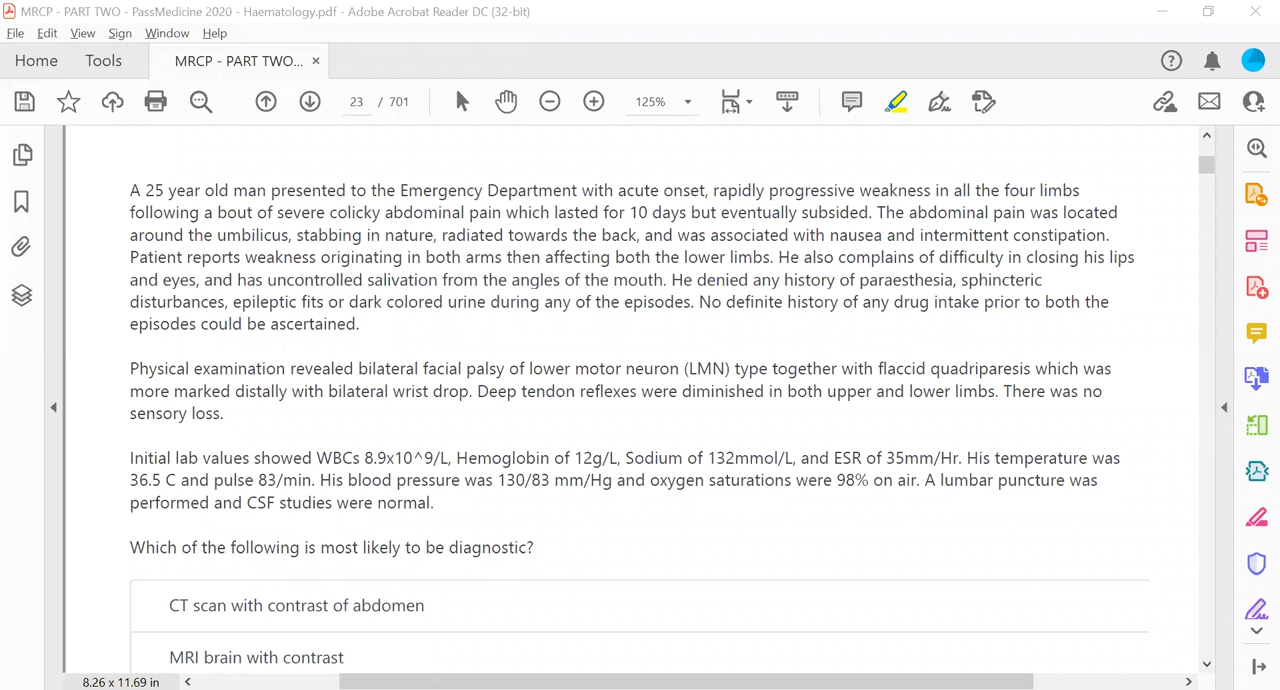 MRCP - PART TWO - PassMedicine 2020 - Haematology.pdf - Adobe Acrobat Reader DC (32-bit)
File Edit View Sign Window Help
Home Tools MRCP - PART TWO... ×
23 / 701 125%
A 25 year old man presented to the Emergency Department with acute onset, rapidly progressive weakness in all the four limbs
following a bout of severe colicky abdominal pain which lasted for 10 days but eventually subsided. The abdominal pain was located
around the umbilicus, stabbing in nature, radiated towards the back, and was associated with nausea and intermittent constipation.
Patient reports weakness originating in both arms then affecting both the lower limbs. He also complains of difficulty in closing his lips
and eyes, and has uncontrolled salivation from the angles of the mouth. He denied any history of paraesthesia, sphincteric
disturbances, epileptic fits or dark colored urine during any of the episodes. No definite history of any drug intake prior to both the
episodes could be ascertained.
Physical examination revealed bilateral facial palsy of lower motor neuron (LMN) type together with flaccid quadriparesis which was
more marked distally with bilateral wrist drop. Deep tendon reflexes were diminished in both upper and lower limbs. There was no
sensory loss.
Initial lab values showed WBCs 8.9x10^9/L, Hemoglobin of 12g/L, Sodium of 132mmol/L, and ESR of 35mm/Hr. His temperature was
36.5 C and pulse 83/min. His blood pressure was 130/83 mm/Hg and oxygen saturations were 98% on air. A lumbar puncture was
performed and CSF studies were normal.
Which of the following is most likely to be diagnostic?
CT scan with contrast of abdomen
MRI brain with contrast
8.26 x 11.69 in